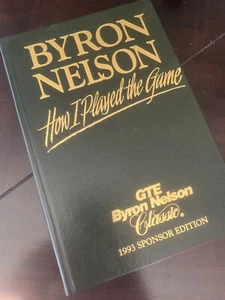 BYRON
NELSON
How I Played the Game
GTE
Byron Nelson
Classic®
1993 SPONSOR EDITION